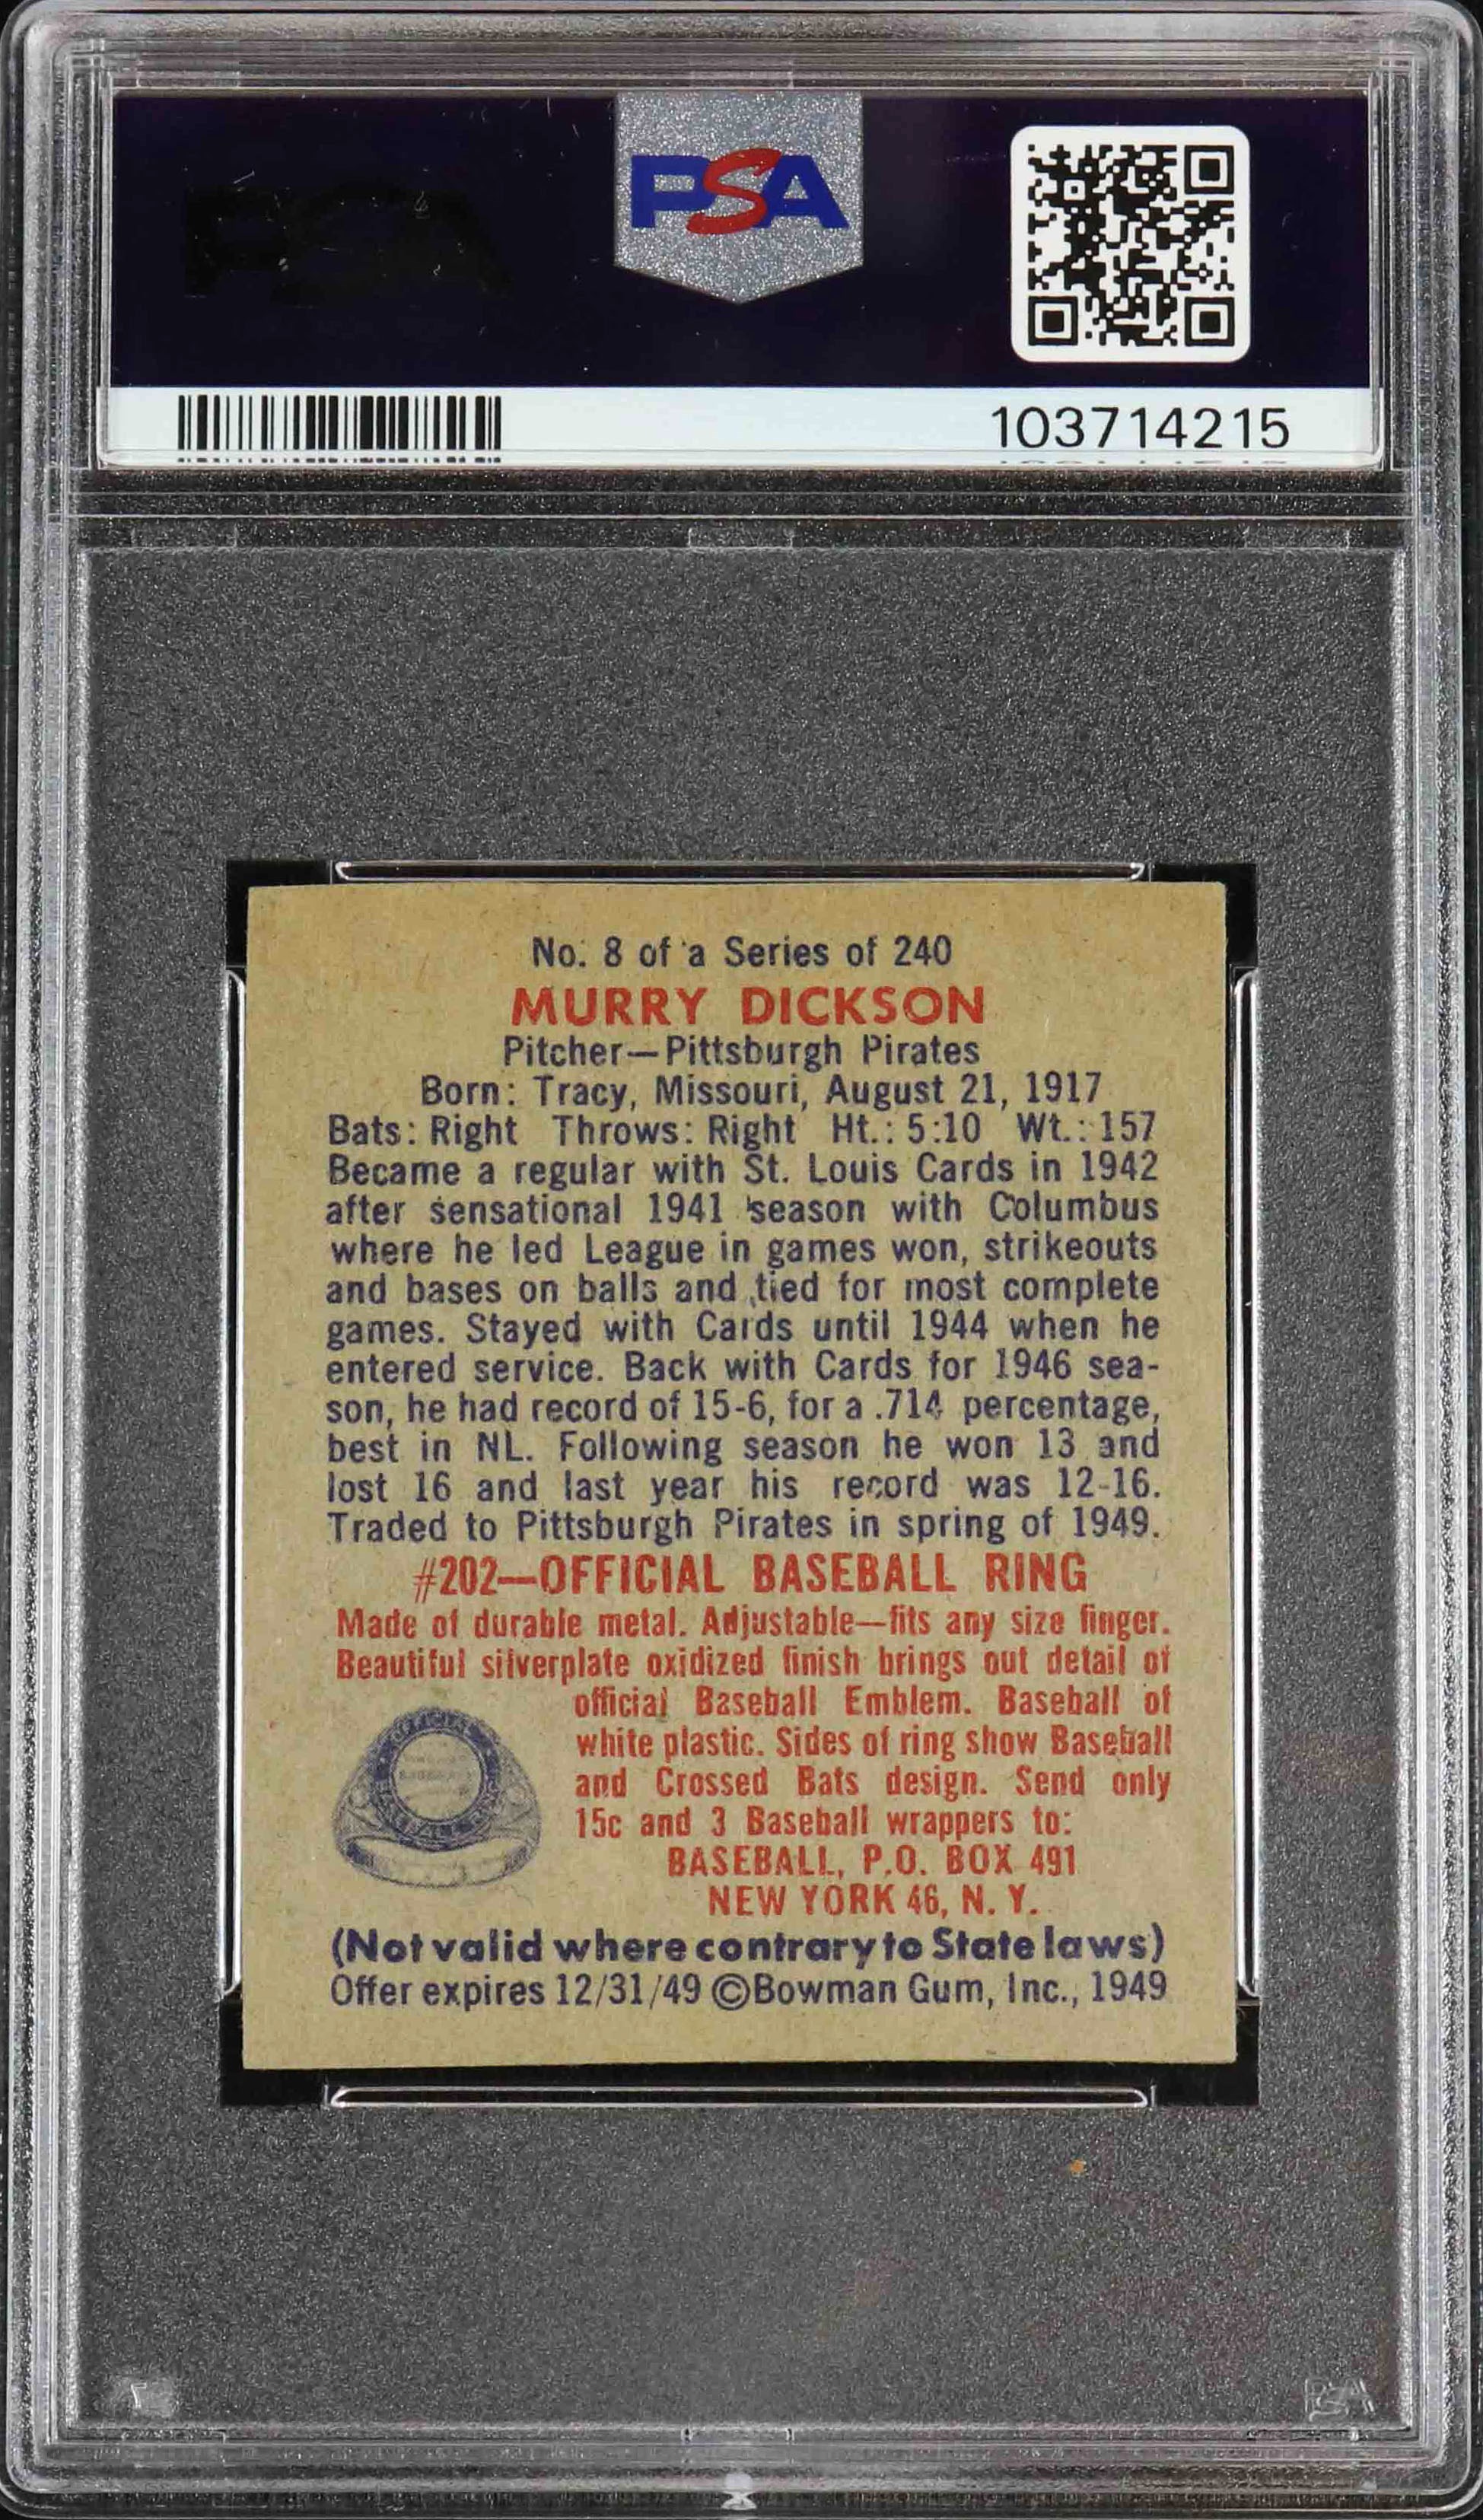 PSA
103714215
No. 8 of a Series of 240
MURRY DICKSON
Pitcher—Pittsburgh Pirates
Born: Tracy, Missouri, August 21, 1917
Bats: Right Throws: Right Ht.: 5:10 Wt.: 157
Became a regular with St. Louis Cards in 1942
after sensational 1941 season with Columbus
where he led League in games won, strikeouts
and bases on balls and tied for most complete
games. Stayed with Cards until 1944 when he
entered service. Back with Cards for 1946 sea-
son, he had record of 15-6, for a .714 percentage,
best in NL. Following season he won 13 and
lost 16 and last year his record was 12-16.
Traded to Pittsburgh Pirates in spring of 1949.
#202—OFFICIAL BASEBALL RING
Made of durable metal. Adjustable—fits any size finger.
Beautiful silverplate oxidized finish brings out detail of
official Baseball Emblem. Baseball of
white plastic. Sides of ring show Baseball
and Crossed Bats design. Send only
15c and 3 Baseball wrappers to:
BASEBALL, P.O. BOX 491
NEW YORK 46, N. Y.
(Not valid where contrary to State laws)
Offer expires 12/31/49 ©Bowman Gum, Inc., 1949
PSA